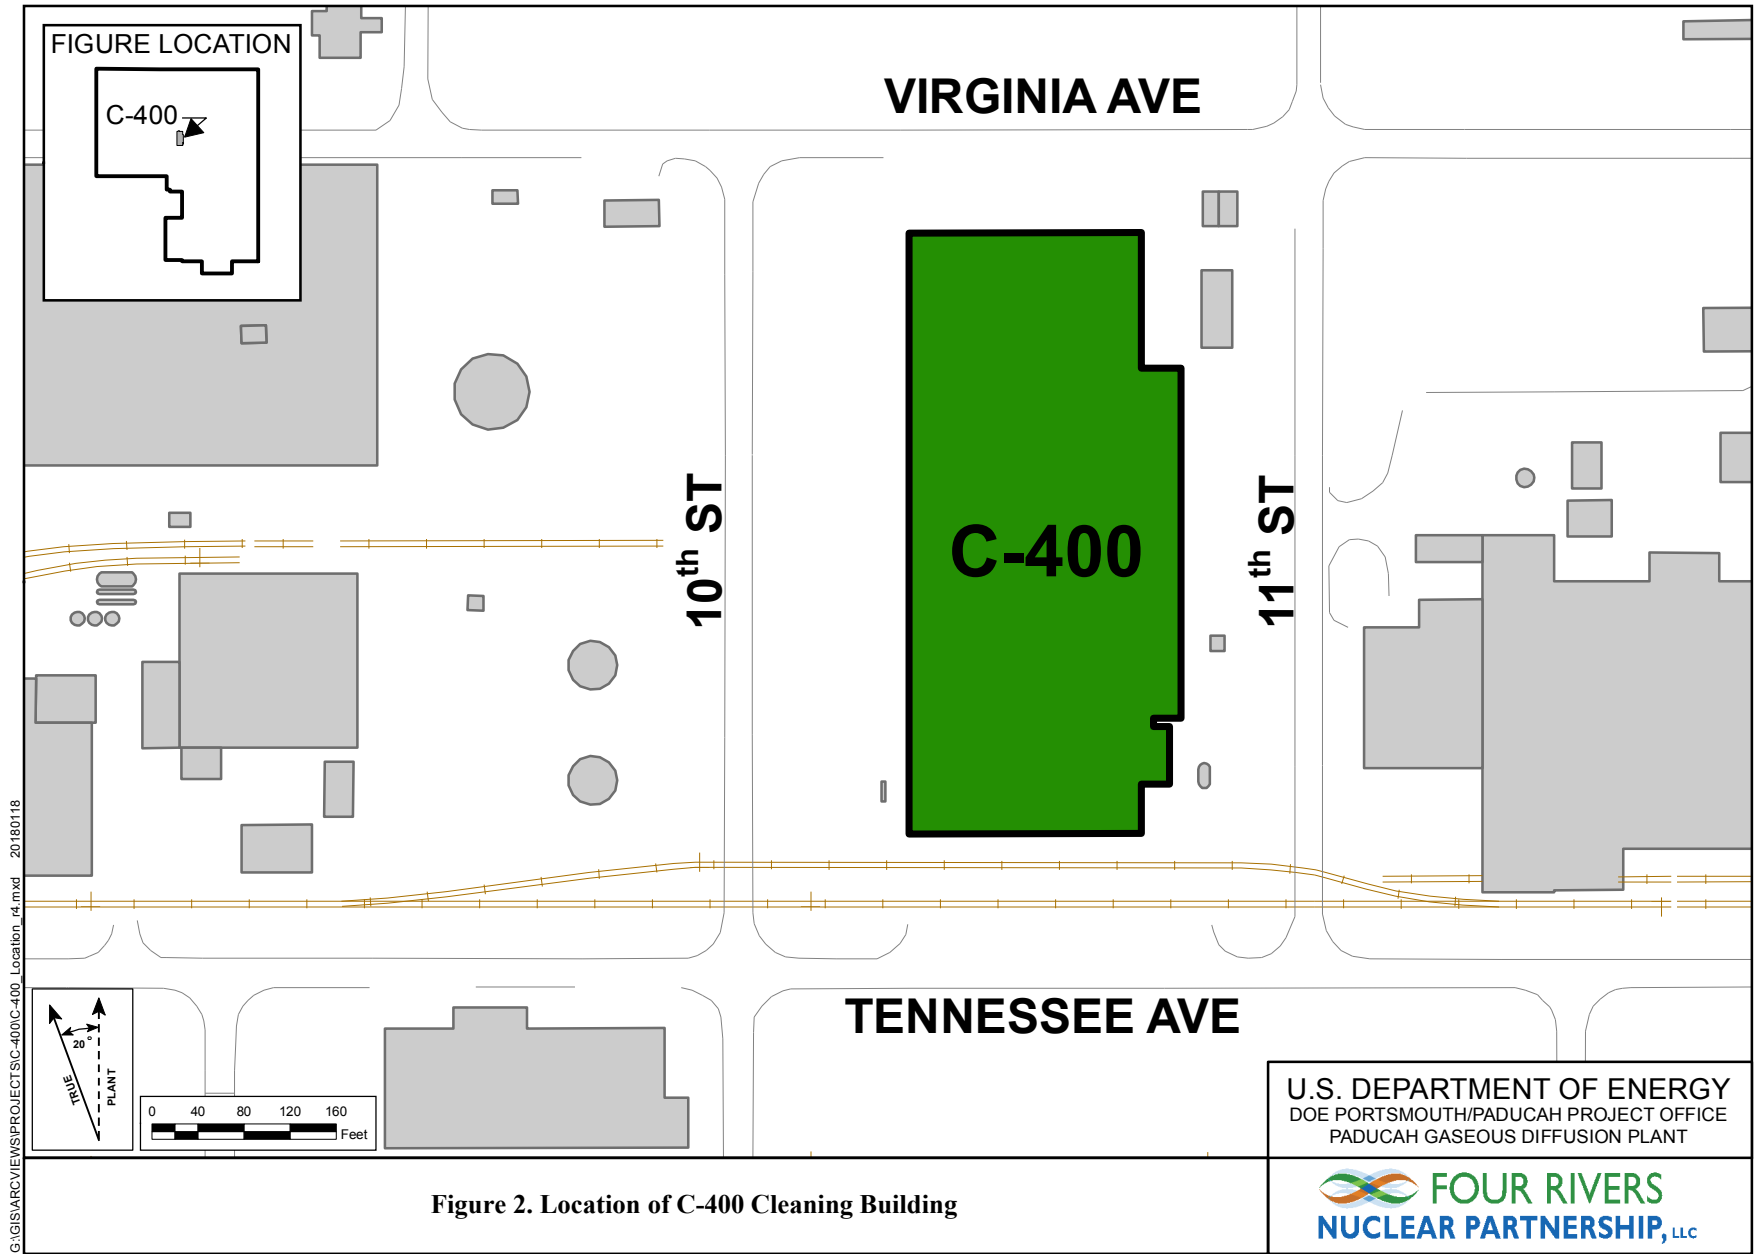 FIGURE LOCATION
C-400
VIRGINIA AVE
10th ST
C-400
11th ST
TENNESSEE AVE
20°
TRUE
PLANT
0 40 80 120 160
Feet
U.S. DEPARTMENT OF ENERGY
DOE PORTSMOUTH/PADUCAH PROJECT OFFICE
PADUCAH GASEOUS DIFFUSION PLANT
Figure 2. Location of C-400 Cleaning Building
FOUR RIVERS
NUCLEAR PARTNERSHIP, LLC
G:\GIS\ARCVIEWS\PROJECTS\C-400\C-400_Location_r4.mxd 20180118